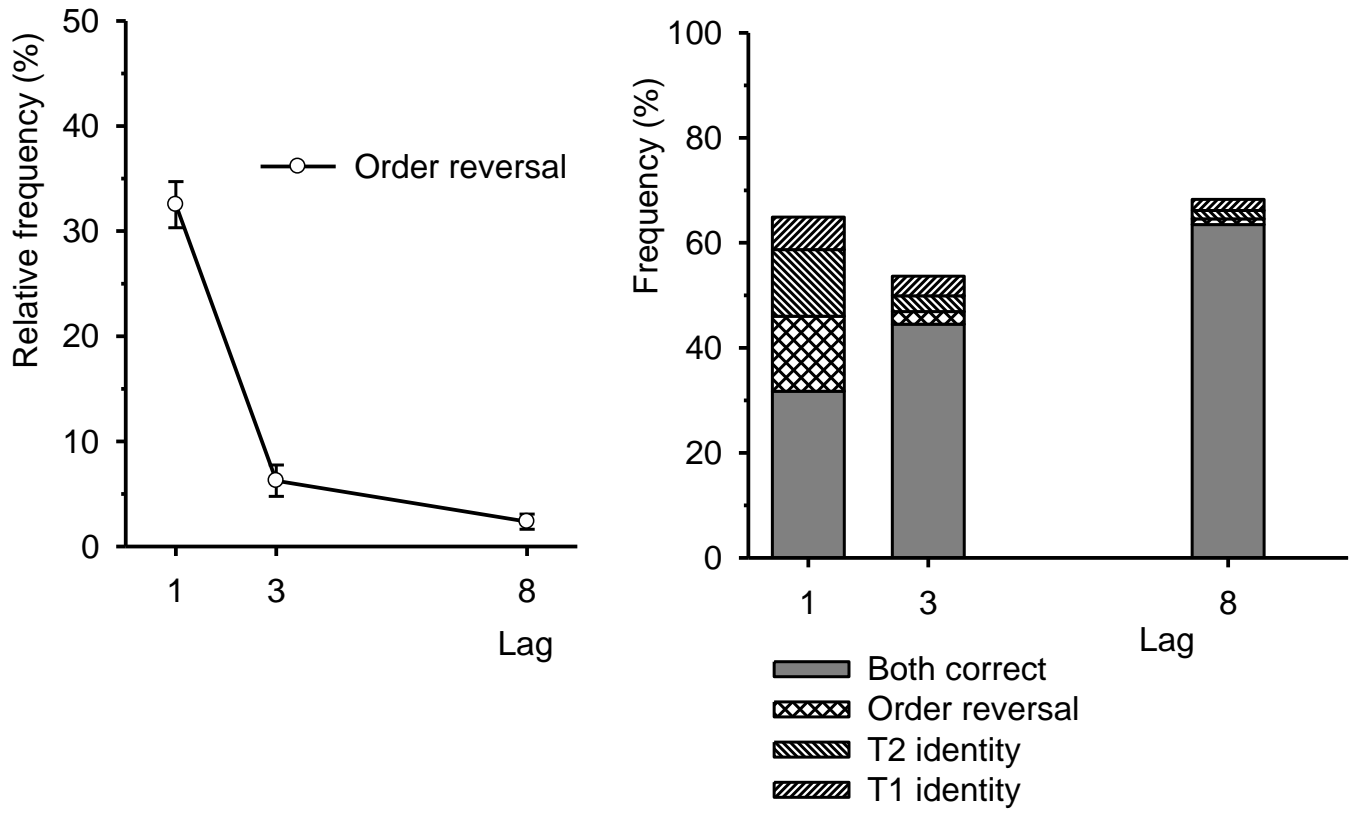 Relative frequency (%)
50
40
30
20
10
0
Order reversal
1 3 8
Lag
Frequency (%)
100
80
60
40
20
0
1 3 8
Lag
Both correct
Order reversal
T2 identity
T1 identity